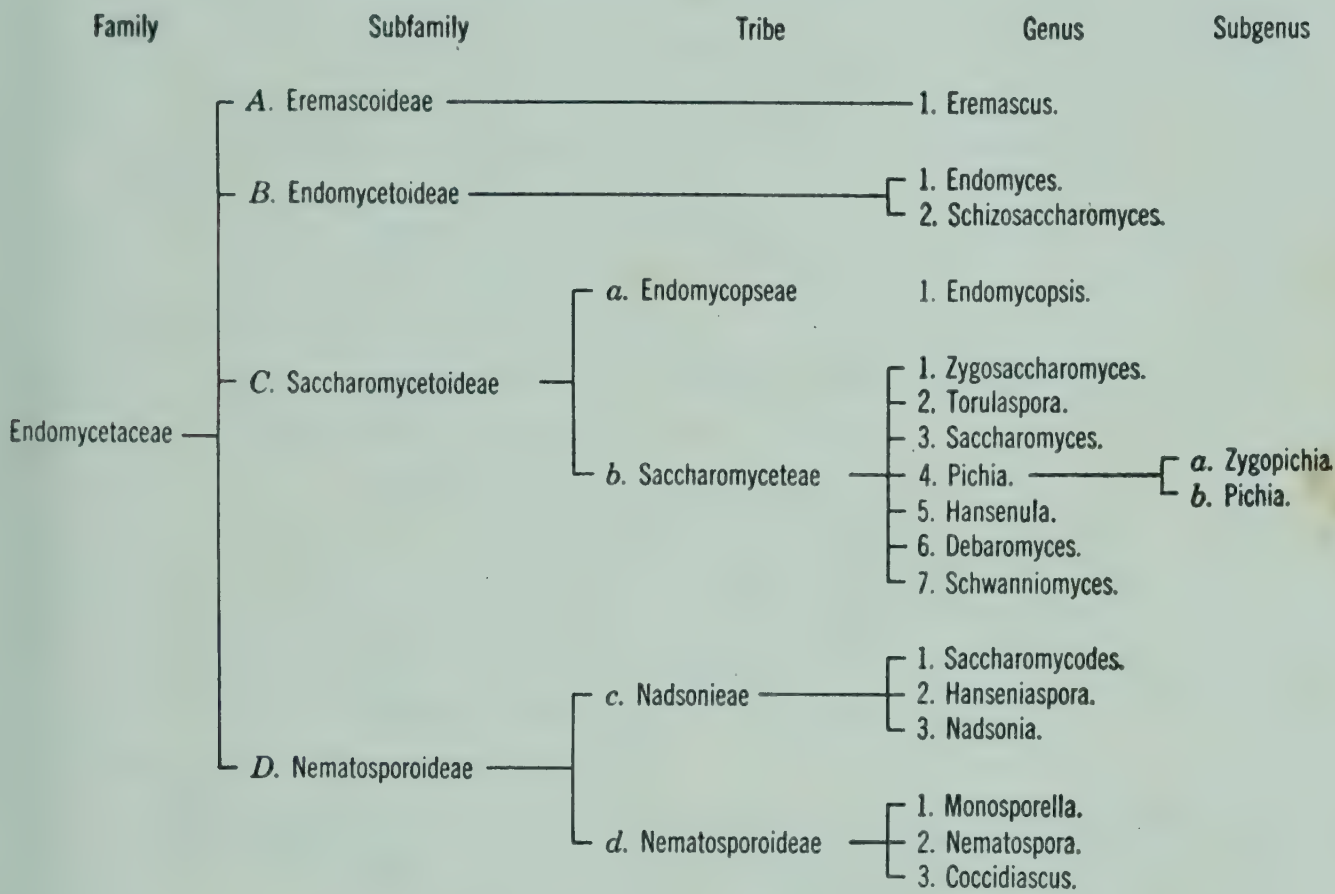 Family Subfamily Tribe Genus Subgenus
A. Eremascoideae 1. Eremascus.
B. Endomycetoideae 1. Endomyces.
2. Schizosaccharomyces.
a. Endomycopseae 1. Endomycopsis.
C. Saccharomycetoideae 1. Zygosaccharomyces.
2. Torulaspora.
Endomycetaceae 3. Saccharomyces.
b. Saccharomyceteae 4. Pichia. a. Zygopichia.
b. Pichia.
5. Hansenula.
6. Debaromyces.
7. Schwanniomyces.
1. Saccharomycodes.
c. Nadsonieae 2. Hanseniaspora.
3. Nadsonia.
D. Nematosporoideae
1. Monosporella.
d. Nematosporoideae 2. Nematospora.
3. Coccidiascus.